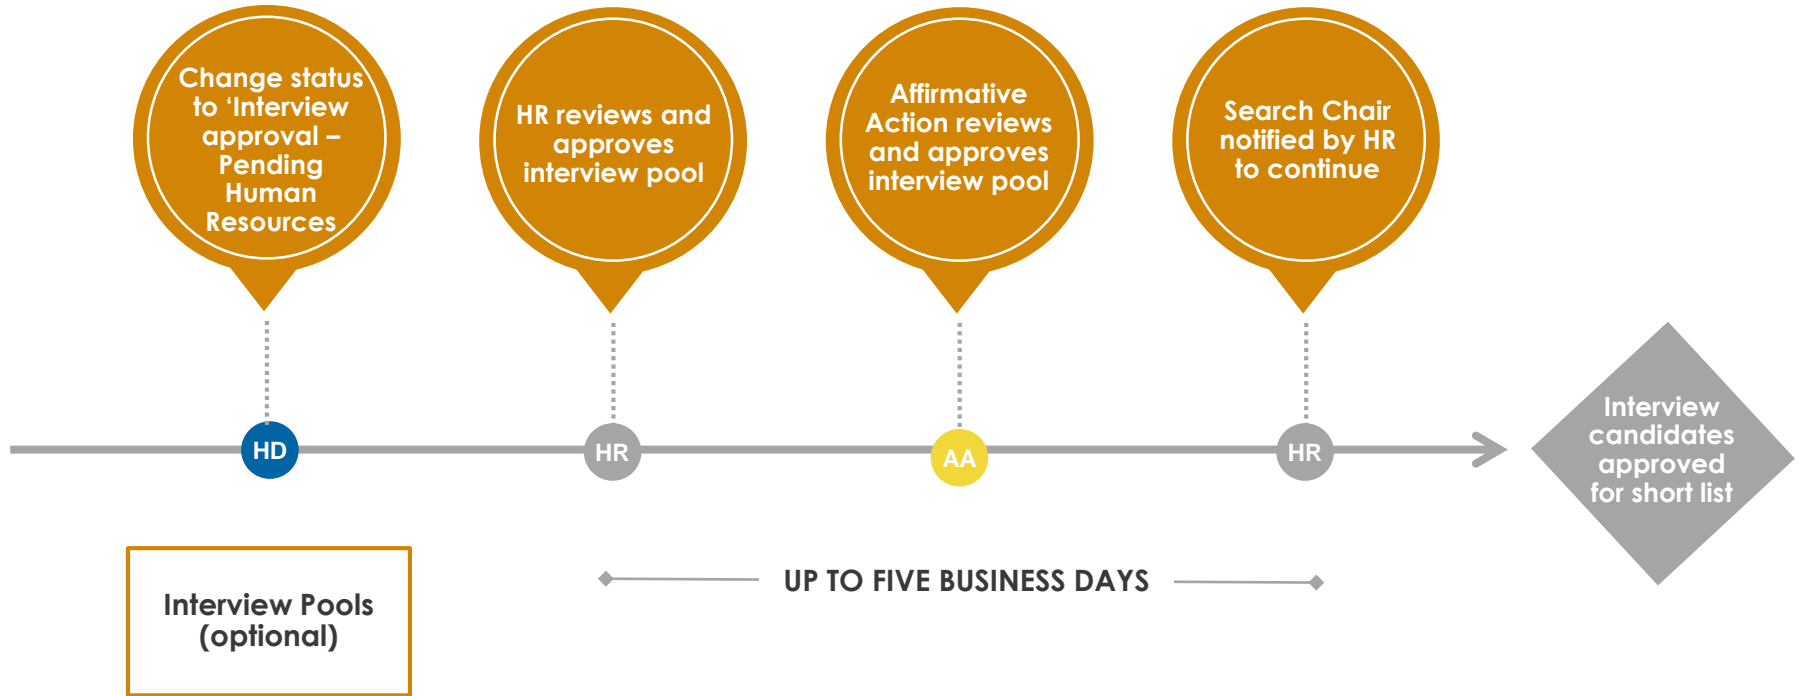 Change status
to ‘Interview
approval –
Pending
Human
Resources
HR reviews and
approves
interview pool
Affirmative
Action reviews
and approves
interview pool
Search Chair
notified by HR
to continue
HD
HR
AA
HR
Interview
candidates
approved
for short list
Interview Pools
(optional)
UP TO FIVE BUSINESS DAYS